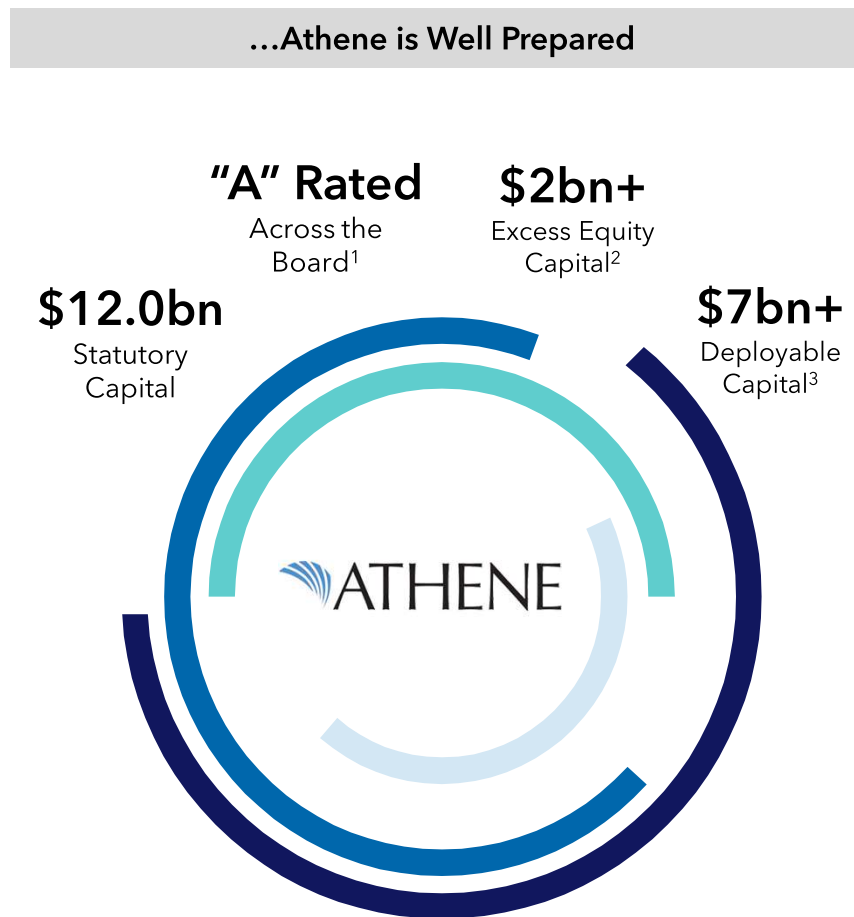 …Athene is Well Prepared
“A” Rated
Across the
Board¹
$2bn+
Excess Equity
Capital²
$12.0bn
Statutory
Capital
$7bn+
Deployable
Capital³
ATHENE